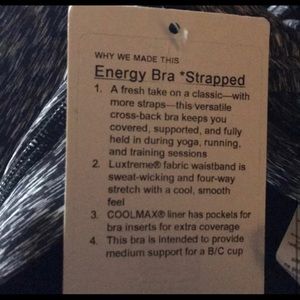 WHY WE MADE THIS
Energy Bra *Strapped
1. A fresh take on a classic—with
more straps—this versatile
cross-back bra keeps you
covered, supported, and fully
held in during yoga, running,
and training sessions
2. Luxtreme® fabric waistband is
sweat-wicking and four-way
stretch with a cool, smooth
feel
3. COOLMAX® liner has pockets for
bra inserts for extra coverage
4. This bra is intended to provide
medium support for a B/C cup